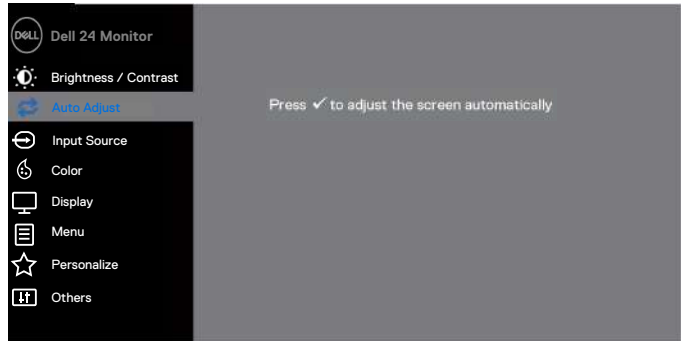 DELL Dell 24 Monitor
Brightness / Contrast
Auto Adjust
Press ✓ to adjust the screen automatically
Input Source
Color
Display
Menu
Personalize
Others